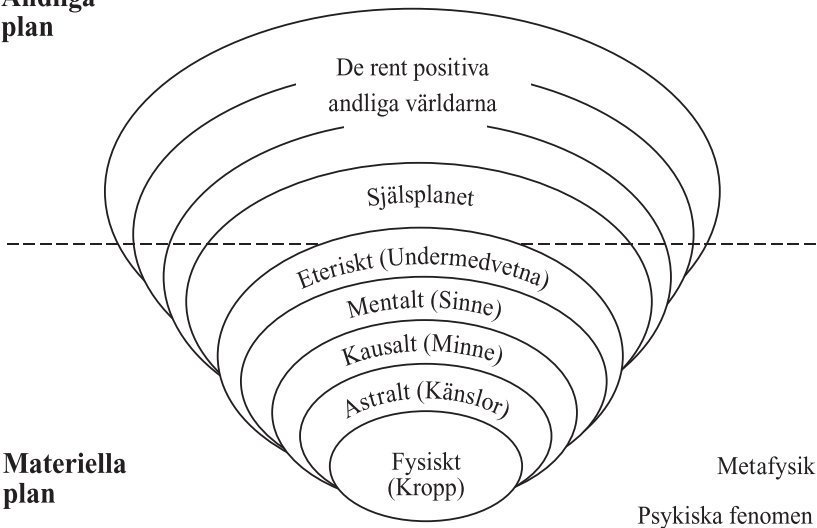 Andliga
plan
De rent positiva
andliga världarna
Själsplanet
Eteriskt (Undermedvetna)
Mentalt (Sinne)
Kausalt (Minne)
Astralt (Känslor)
Fysiskt
(Kropp)
Materiella
plan
Metafysik
Psykiska fenomen